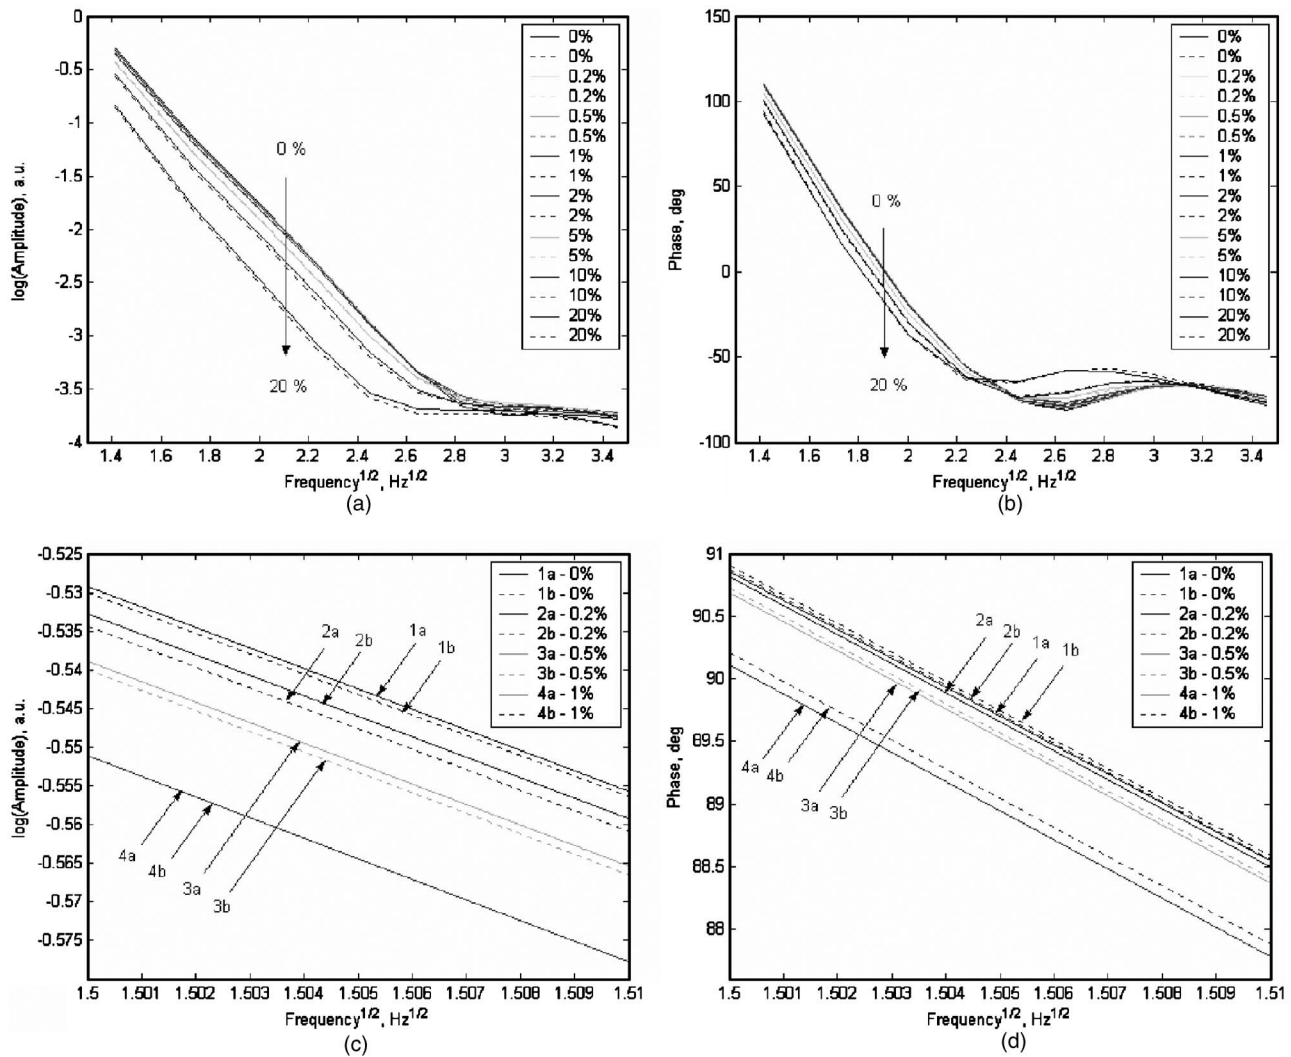 0
-0.5
-1
-1.5
-2
-2.5
-3
-3.5
-4
log(Amplitude), a.u.
0 %
20 %
0%
0%
0.2%
0.2%
0.5%
0.5%
1%
1%
2%
2%
5%
5%
10%
10%
20%
20%
1.4 1.6 1.8 2 2.2 2.4 2.6 2.8 3 3.2 3.4
Frequency1/2, Hz1/2
(a)
150
100
50
0
-50
-100
Phase, deg
0 %
20 %
0%
0%
0.2%
0.2%
0.5%
0.5%
1%
1%
2%
2%
5%
5%
10%
10%
20%
20%
1.4 1.6 1.8 2 2.2 2.4 2.6 2.8 3 3.2 3.4
Frequency1/2, Hz1/2
(b)
-0.525
-0.53
-0.535
-0.54
-0.545
-0.55
-0.555
-0.56
-0.565
-0.57
-0.575
log(Amplitude), a.u.
2a
2b
1a
1b
4a
4b
3a
3b
1a - 0%
1b - 0%
2a - 0.2%
2b - 0.2%
3a - 0.5%
3b - 0.5%
4a - 1%
4b - 1%
1.5 1.501 1.502 1.503 1.504 1.505 1.506 1.507 1.508 1.509 1.51
Frequency1/2, Hz1/2
(c)
91
90.5
90
89.5
89
88.5
88
Phase, deg
2a
2b
1a
1b
4a
4b
3a
3b
1a - 0%
1b - 0%
2a - 0.2%
2b - 0.2%
3a - 0.5%
3b - 0.5%
4a - 1%
4b - 1%
1.5 1.501 1.502 1.503 1.504 1.505 1.506 1.507 1.508 1.509 1.51
Frequency1/2, Hz1/2
(d)